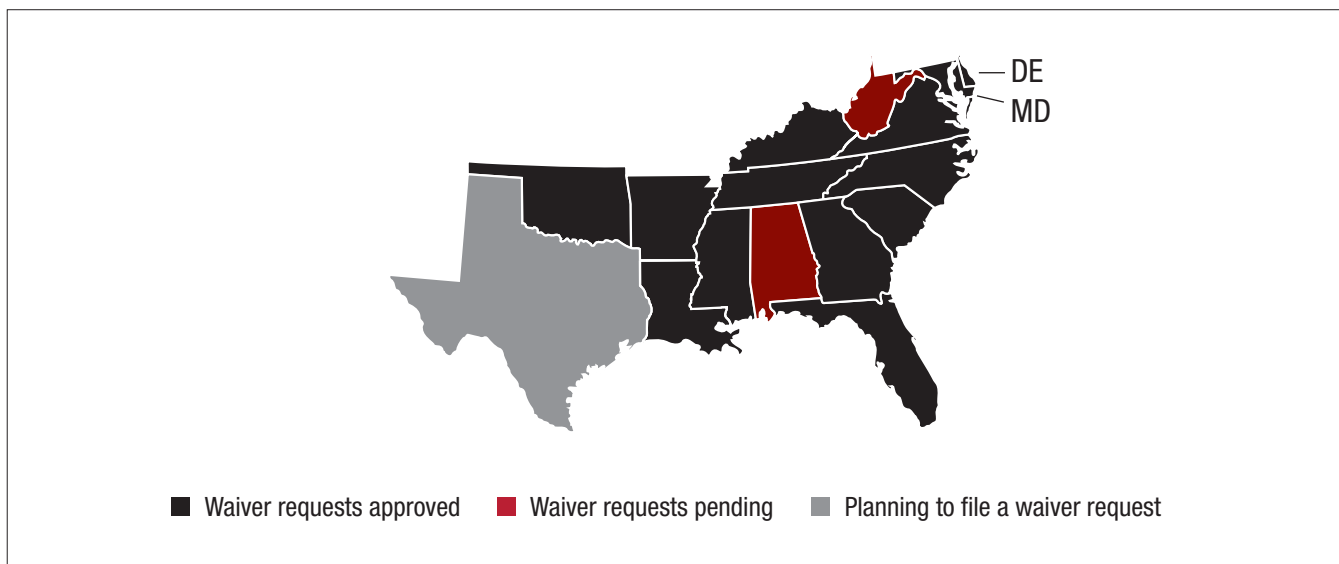 DE
MD
Waiver requests approved
Waiver requests pending
Planning to file a waiver request